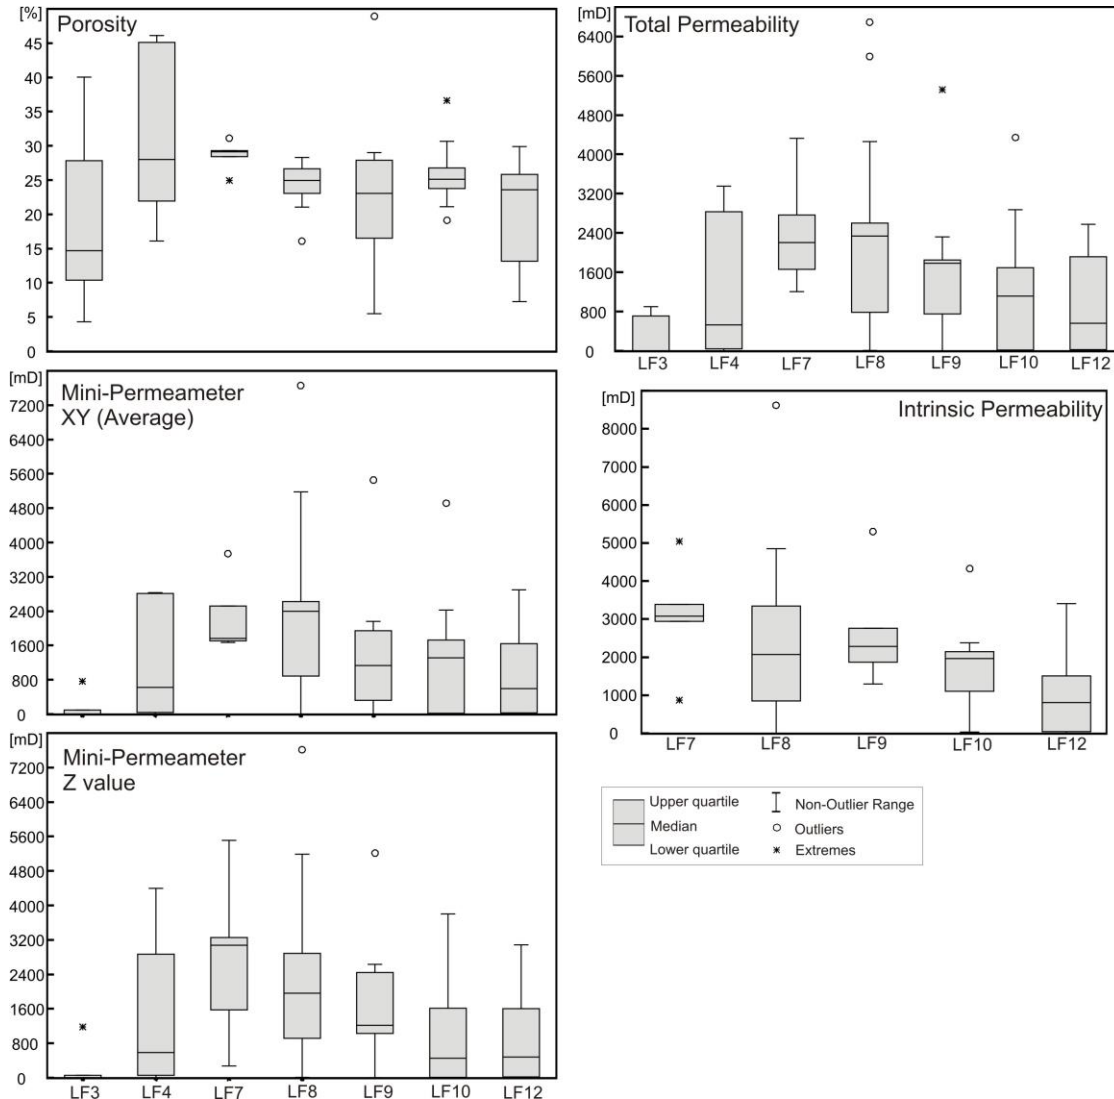 [%]
Porosity
45
40
35
30
25
20
15
10
5
0
[mD]
Total Permeability
6400
5600
4800
4000
3200
2400
1600
800
0
LF3 LF4 LF7 LF8 LF9 LF10 LF12
[mD]
Mini-Permeameter
XY (Average)
7200
6400
5600
4800
4000
3200
2400
1600
800
0
[mD]
Intrinsic Permeability
8000
7000
6000
5000
4000
3000
2000
1000
0
LF7 LF8 LF9 LF10 LF12
[mD]
Mini-Permeameter
Z value
7200
6400
5600
4800
4000
3200
2400
1600
800
0
LF3 LF4 LF7 LF8 LF9 LF10 LF12
Upper quartile Non-Outlier Range
Median Outliers
Lower quartile Extremes